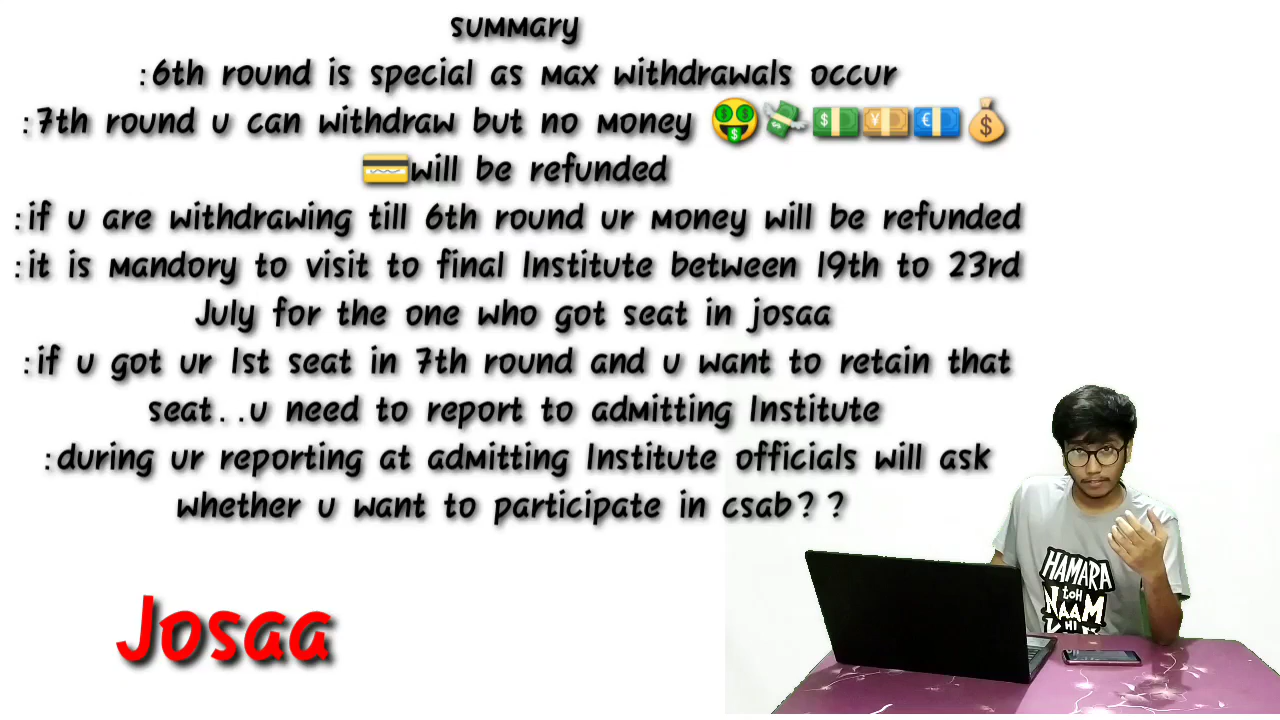 summary
:6th round is special as max withdrawals occur
:7th round u can withdraw but no money 🤑💸💵💴💶💰
💳will be refunded
:if u are withdrawing till 6th round ur money will be refunded
:it is mandory to visit to final Institute between 19th to 23rd
July for the one who got seat in josaa
:if u got ur 1st seat in 7th round and u want to retain that
seat..u need to report to admitting Institute
:during ur reporting at admitting Institute officials will ask
whether u want to participate in csab??
HAMARA
toH
NAAM
HI
Josaa